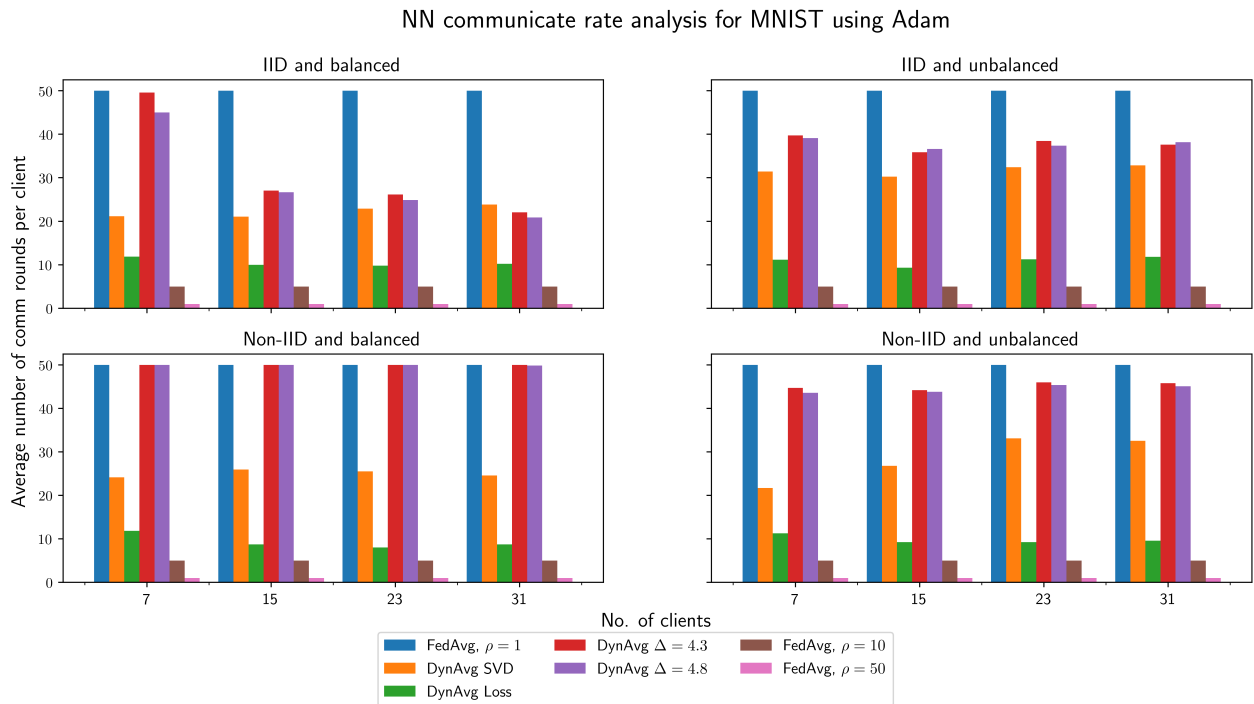 NN communicate rate analysis for MNIST using Adam
IID and balanced
IID and unbalanced
50
40
30
20
10
0
Non-IID and balanced
Non-IID and unbalanced
50
40
30
20
10
0
Average number of comm rounds per client
7 15 23 31
7 15 23 31
No. of clients
FedAvg, ρ = 1
DynAvg SVD
DynAvg Loss
DynAvg Δ = 4.3
DynAvg Δ = 4.8
FedAvg, ρ = 10
FedAvg, ρ = 50